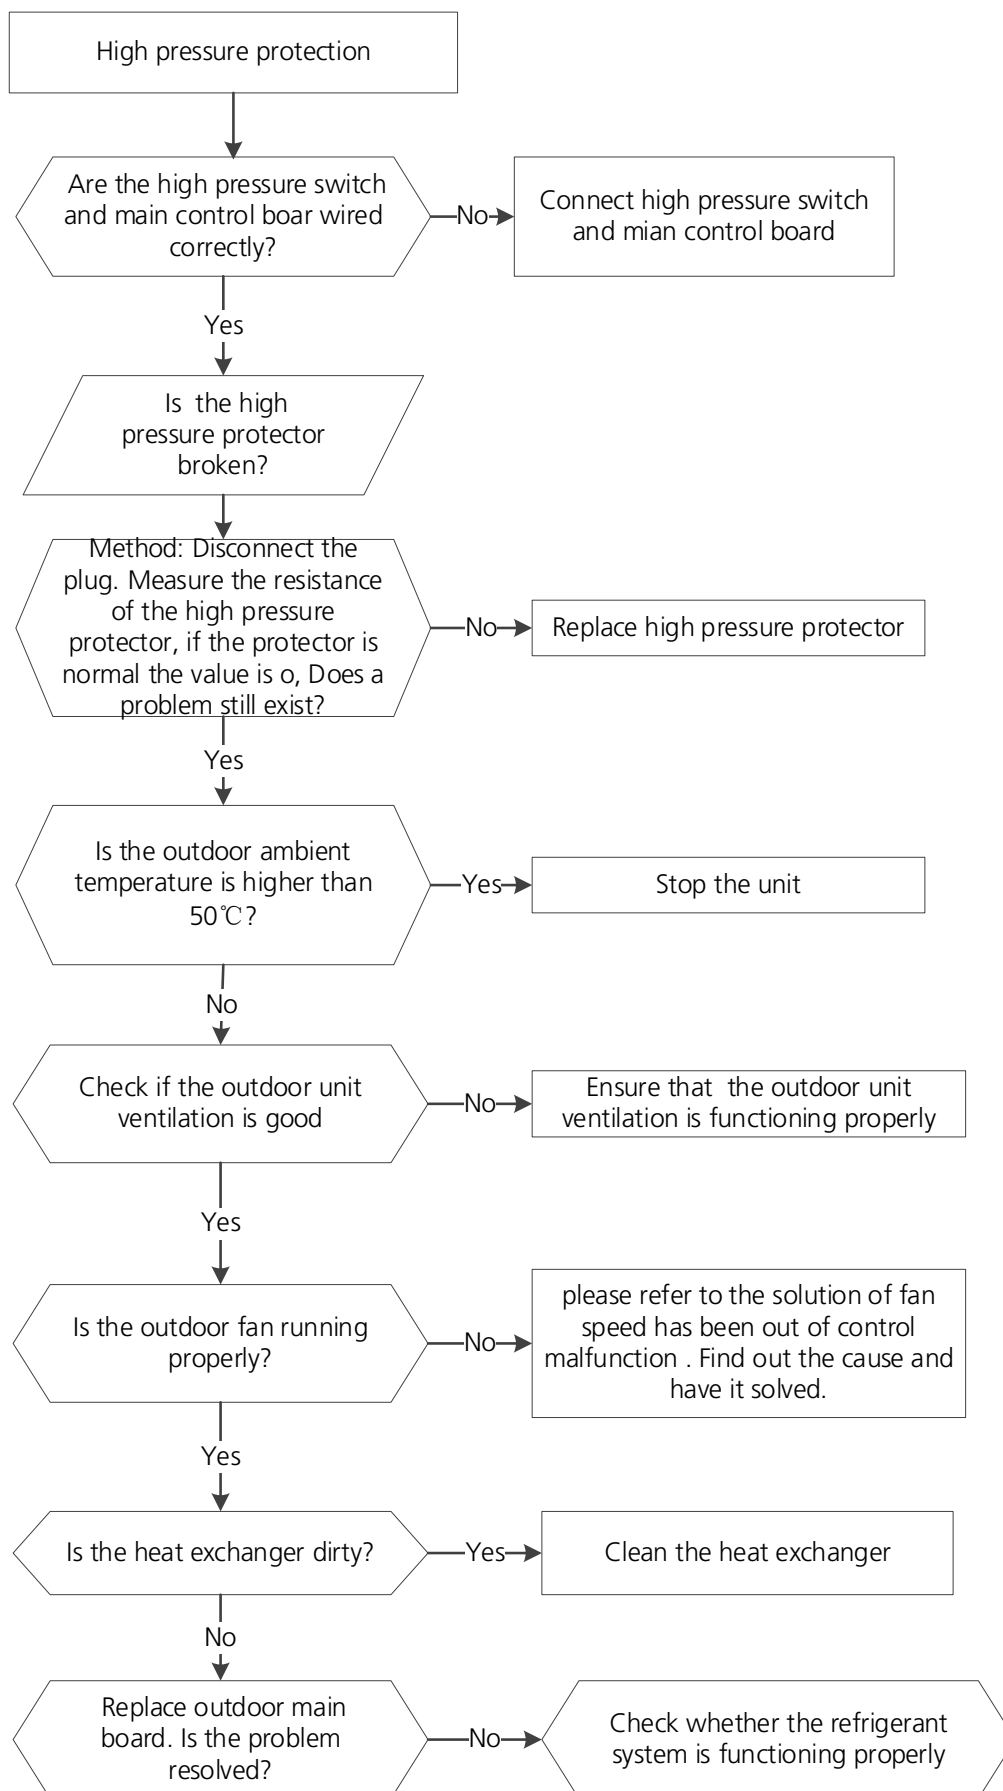 High pressure protection
Are the high pressure switch
and main control boar wired
correctly?
No
Connect high pressure switch
and mian control board
Yes
Is the high
pressure protector
broken?
Method: Disconnect the
plug. Measure the resistance
of the high pressure
protector, if the protector is
normal the value is o, Does a
problem still exist?
No
Replace high pressure protector
Yes
Is the outdoor ambient
temperature is higher than
50℃?
Yes
Stop the unit
No
Check if the outdoor unit
ventilation is good
No
Ensure that the outdoor unit
ventilation is functioning properly
Yes
Is the outdoor fan running
properly?
No
please refer to the solution of fan
speed has been out of control
malfunction . Find out the cause and
have it solved.
Yes
Is the heat exchanger dirty?
Yes
Clean the heat exchanger
No
Replace outdoor main
board. Is the problem
resolved?
No
Check whether the refrigerant
system is functioning properly